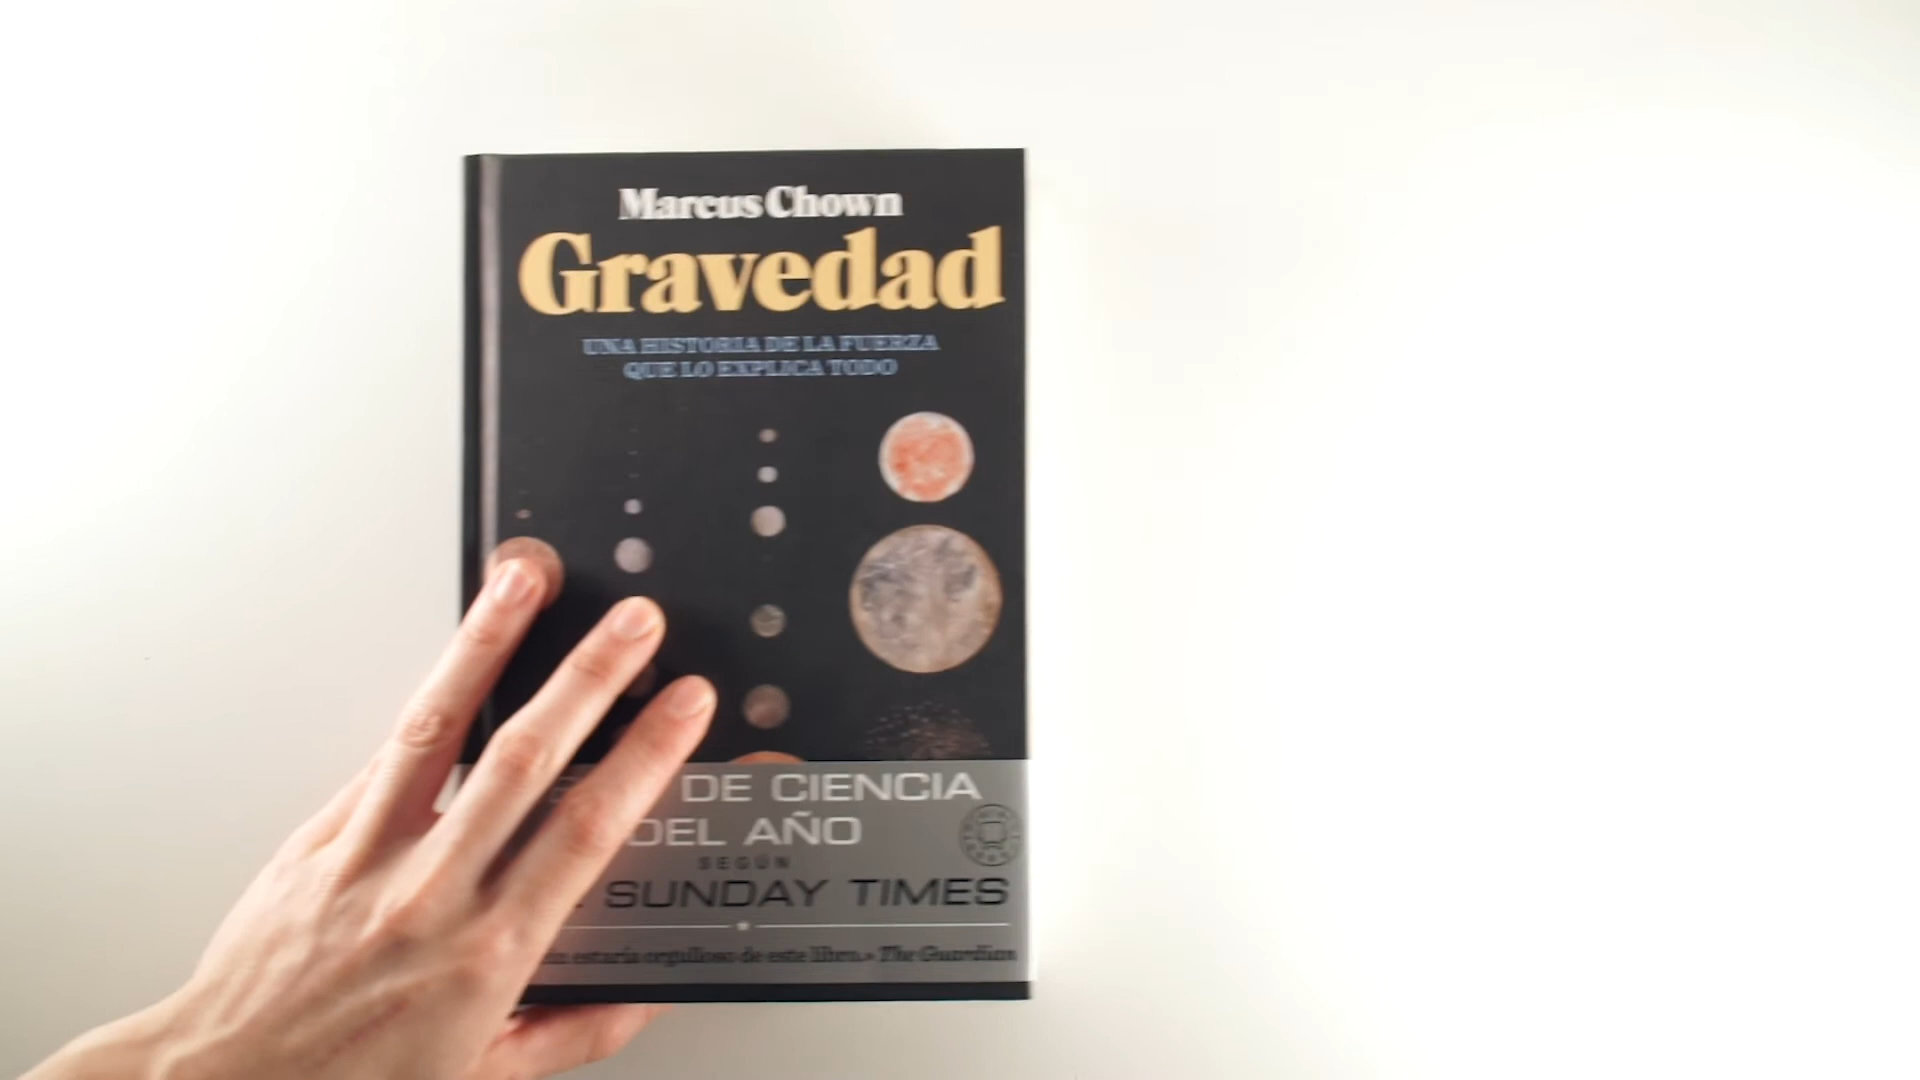 Marcus Chown
Gravedad
UNA HISTORIA DE LA FUERZA
QUE LO EXPLICA TODO
DE CIENCIA
DEL AÑO
SEGÚN
SUNDAY TIMES
estaría orgulloso de este libro.» The Guardian